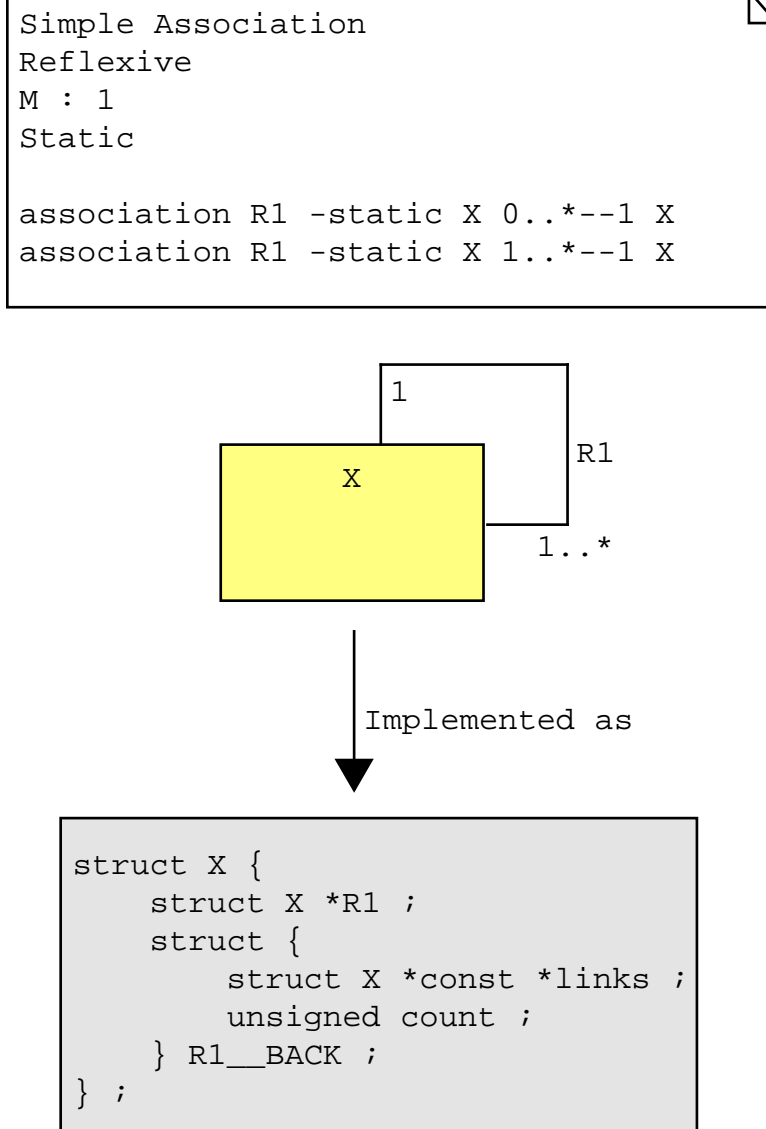 Simple Association
Reflexive
M : 1
Static
association R1 -static X 0..*--1 X
association R1 -static X 1..*--1 X
1
R1
X
1..*
Implemented as
struct X {
    struct X *R1 ;
    struct {
        struct X *const *links ;
        unsigned count ;
    } R1__BACK ;
} ;